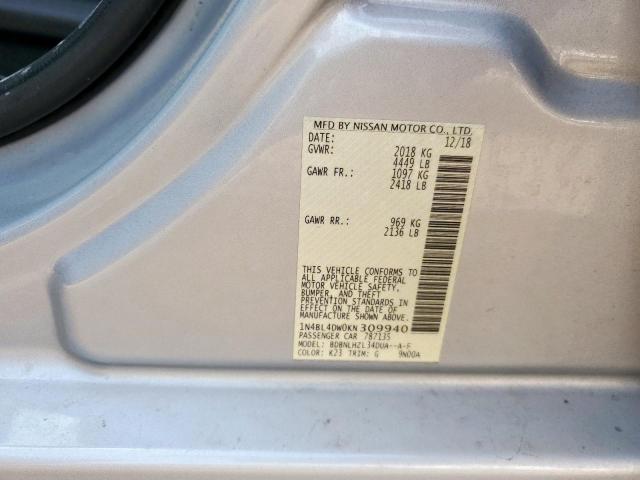 MFD BY NISSAN MOTOR CO., LTD.
DATE: 12/18
GVWR: 2018 KG
4449 LB
GAWR FR.: 1097 KG
2418 LB
GAWR RR.: 969 KG
2136 LB
THIS VEHICLE CONFORMS TO
ALL APPLICABLE FEDERAL
MOTOR VEHICLE SAFETY,
BUMPER, AND THEFT
PREVENTION STANDARDS IN
EFFECT ON THE DATE OF
MANUFACTURE SHOWN ABOVE.
1N4BL4DW0KN309940
PASSENGER CAR 787135
MODEL: BDBNLHZL34DUA--A-F
COLOR: K23 TRIM: G 9N00A